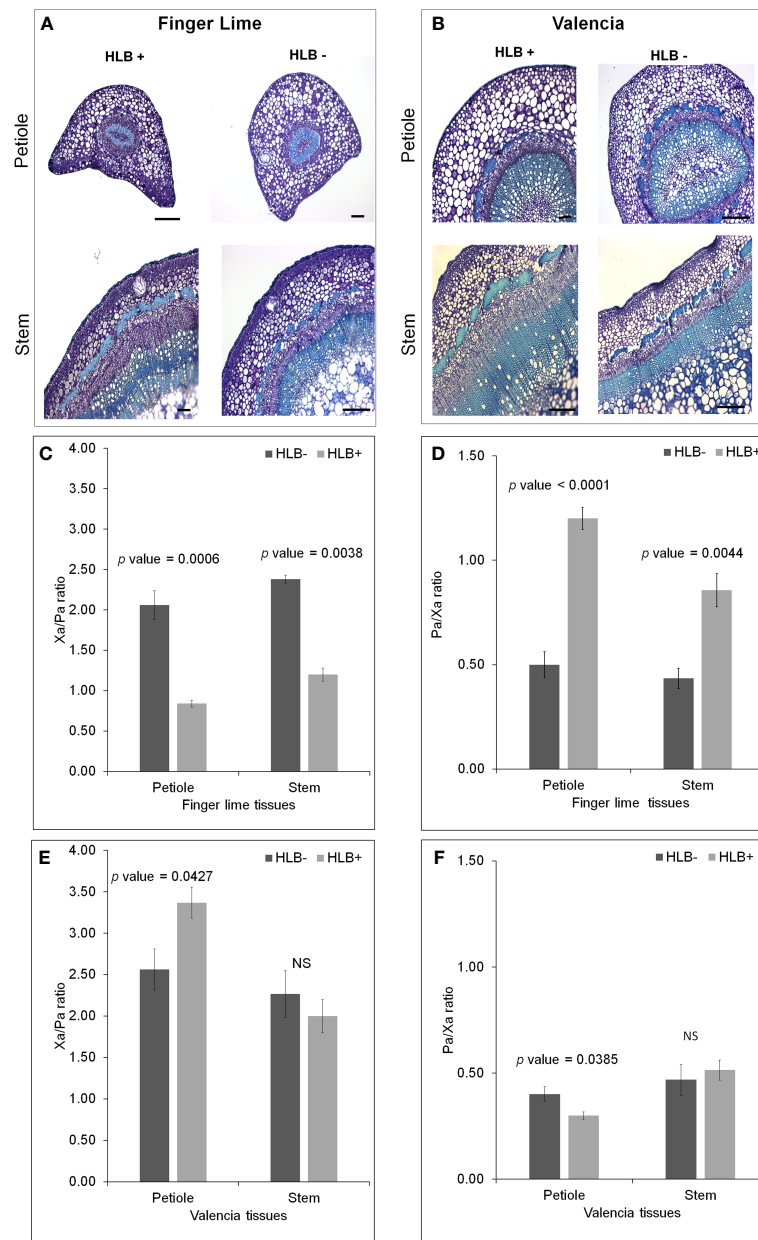 A
Finger Lime
HLB +
HLB -
Petiole
Stem
B
Valencia
HLB +
HLB -
Petiole
Stem
C
HLB- HLB+
4.00
3.50
3.00
2.50
2.00
1.50
1.00
0.50
0.00
Xa/Pa ratio
p value = 0.0006
p value = 0.0038
Petiole
Stem
Finger lime tissues
D
HLB- HLB+
1.50
1.00
0.50
0.00
Pa/Xa ratio
p value < 0.0001
p value = 0.0044
Petiole
Stem
Finger lime tissues
E
HLB- HLB+
4.00
3.50
3.00
2.50
2.00
1.50
1.00
0.50
0.00
Xa/Pa ratio
p value = 0.0427
NS
Petiole
Stem
Valencia tissues
F
HLB- HLB+
1.50
1.00
0.50
0.00
Pa/Xa ratio
p value = 0.0385
NS
Petiole
Stem
Valencia tissues